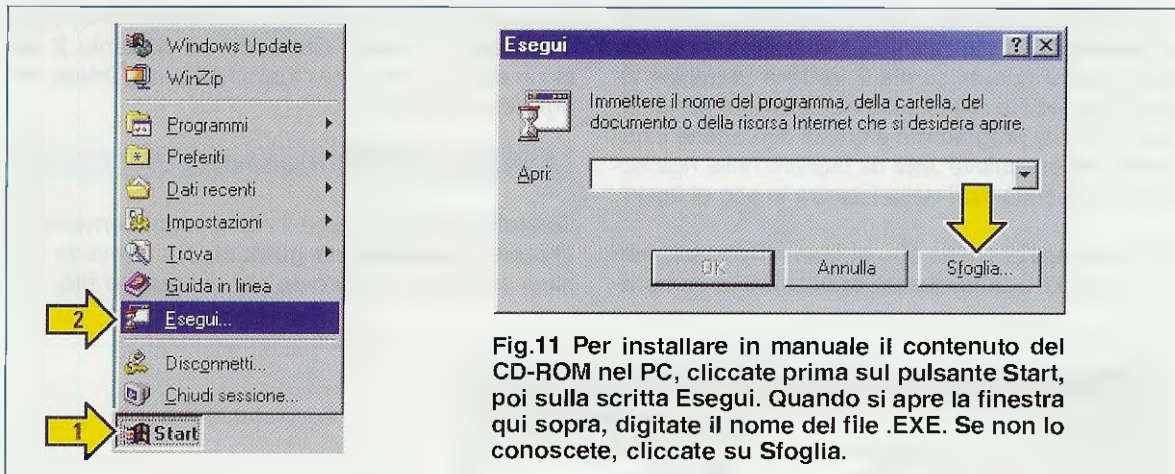 Windows Update
WinZip
Programmi
Preferiti
Dati recenti
Impostazioni
Trova
Guida in linea
2
Esegui...
Disconnetti...
Chiudi sessione...
1
Start
Esegui
Immettere il nome del programma, della cartella, del
documento o della risorsa Internet che si desidera aprire.
Apri:
OK
Annulla
Sfoglia...
Fig.11 Per installare in manuale il contenuto del
CD-ROM nel PC, cliccate prima sul pulsante Start,
poi sulla scritta Esegui. Quando si apre la finestra
qui sopra, digitate il nome del file .EXE. Se non lo
conoscete, cliccate su Sfoglia.